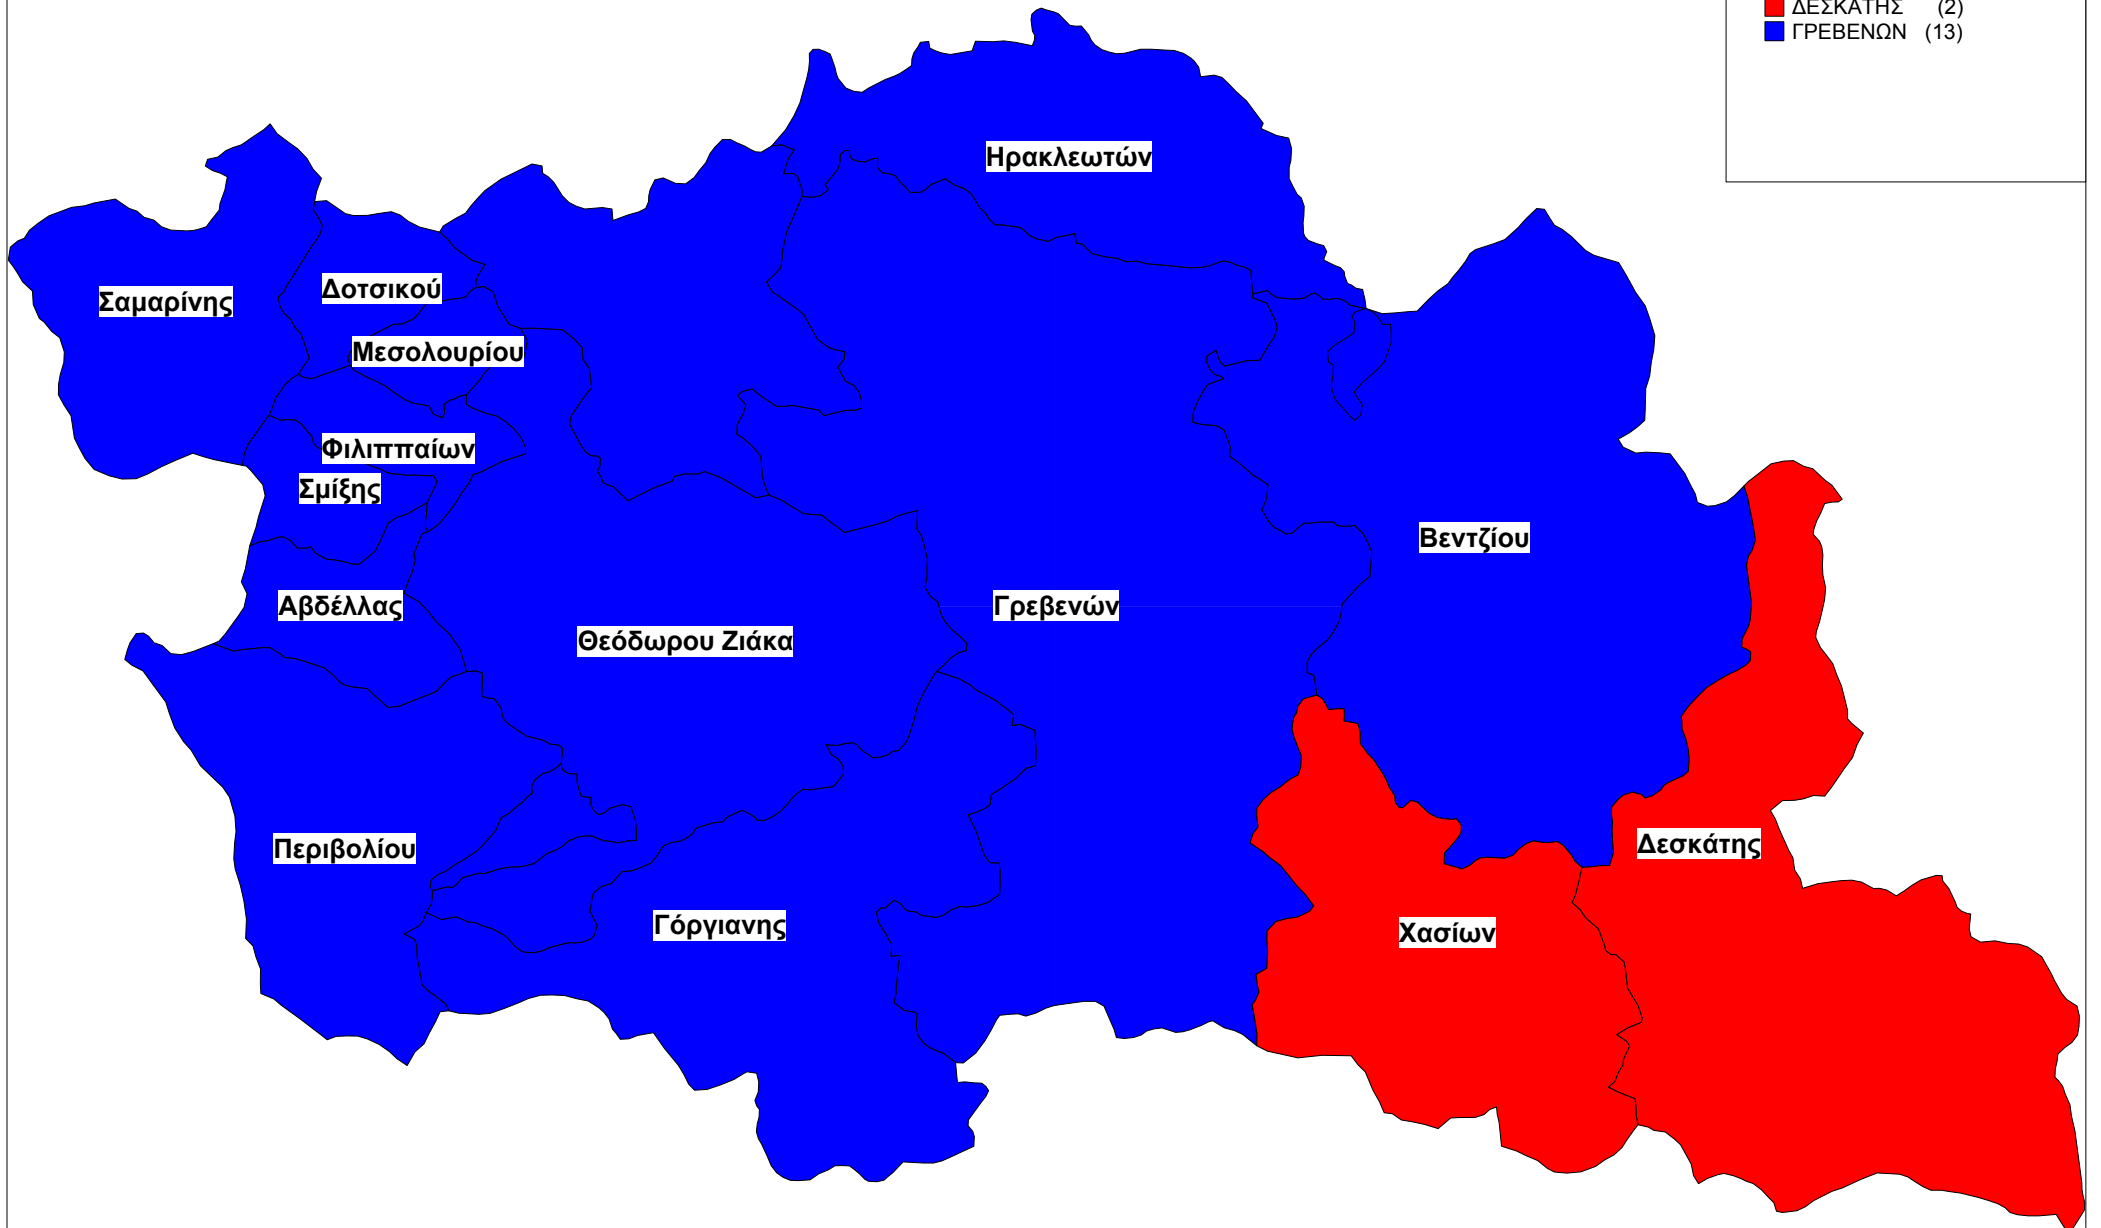 ΔΕΣΚΑΤΗΣ (2)
ΓΡΕΒΕΝΩΝ (13)
Ηρακλεωτών
Δοτσικού
Σαμαρίνης
Μεσολουρίου
Φιλιππαίων
Σμίξης
Βεντζίου
Αβδέλλας
Γρεβενών
Θεόδωρου Ζιάκα
Δεσκάτης
Περιβολίου
Γόργιανης
Χασίων